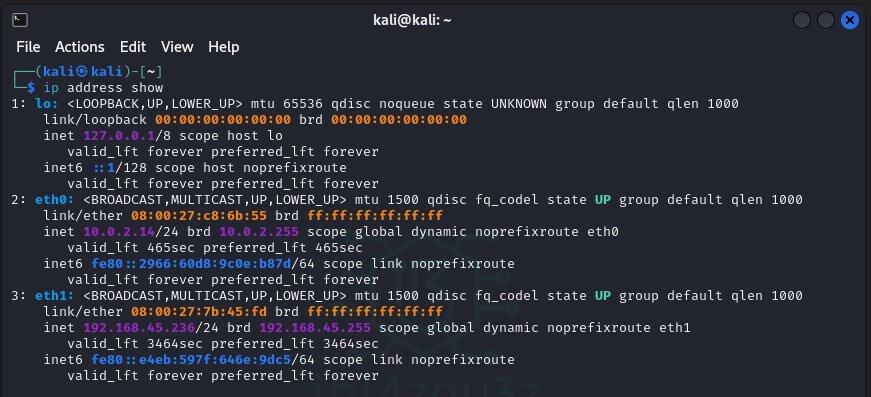 kali@kali: ~
File Actions Edit View Help
┌──(kali㉿kali)-[~]
└─$ ip address show
1: lo: <LOOPBACK,UP,LOWER_UP> mtu 65536 qdisc noqueue state UNKNOWN group default qlen 1000
    link/loopback 00:00:00:00:00:00 brd 00:00:00:00:00:00
    inet 127.0.0.1/8 scope host lo
       valid_lft forever preferred_lft forever
    inet6 ::1/128 scope host noprefixroute
       valid_lft forever preferred_lft forever
2: eth0: <BROADCAST,MULTICAST,UP,LOWER_UP> mtu 1500 qdisc fq_codel state UP group default qlen 1000
    link/ether 08:00:27:c8:6b:55 brd ff:ff:ff:ff:ff:ff
    inet 10.0.2.14/24 brd 10.0.2.255 scope global dynamic noprefixroute eth0
       valid_lft 465sec preferred_lft 465sec
    inet6 fe80::2966:60d8:9c0e:b87d/64 scope link noprefixroute
       valid_lft forever preferred_lft forever
3: eth1: <BROADCAST,MULTICAST,UP,LOWER_UP> mtu 1500 qdisc fq_codel state UP group default qlen 1000
    link/ether 08:00:27:7b:45:fd brd ff:ff:ff:ff:ff:ff
    inet 192.168.45.236/24 brd 192.168.45.255 scope global dynamic noprefixroute eth1
       valid_lft 3464sec preferred_lft 3464sec
    inet6 fe80::e4eb:597f:646e:9dc5/64 scope link noprefixroute
       valid_lft forever preferred_lft forever